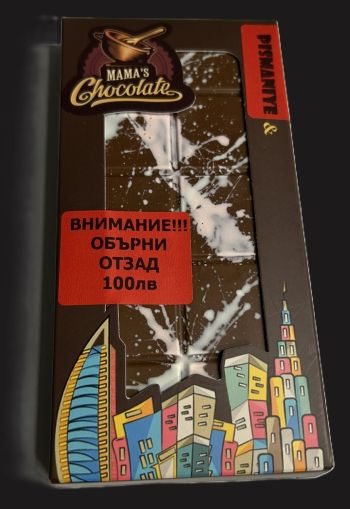 MAMA'S
Chocolate
PISMANIYE &
ВНИМАНИЕ!!!
ОБЪРНИ
ОТЗАД
100лв